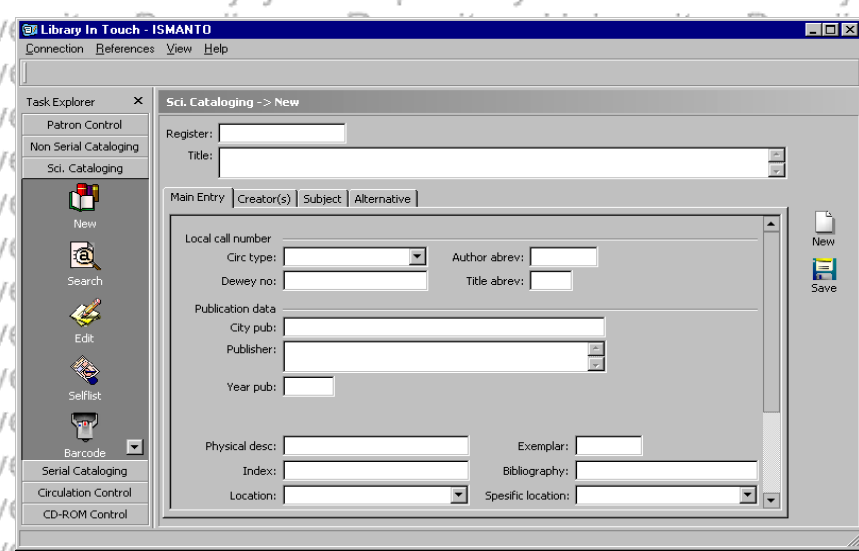 Library In Touch - ISMANTO
Connection References View Help
Task Explorer
Patron Control
Non Serial Cataloging
Sci. Cataloging
New
Search
Edit
Selflist
Barcode
Serial Cataloging
Circulation Control
CD-ROM Control
Sci. Cataloging -> New
Register:
Title:
Main Entry Creator(s) Subject Alternative
Local call number
Circ type: Author abrev:
Dewey no: Title abrev:
Publication data
City pub:
Publisher:
Year pub:
Physical desc: Exemplar:
Index: Bibliography:
Location: Spesific location:
New
Save